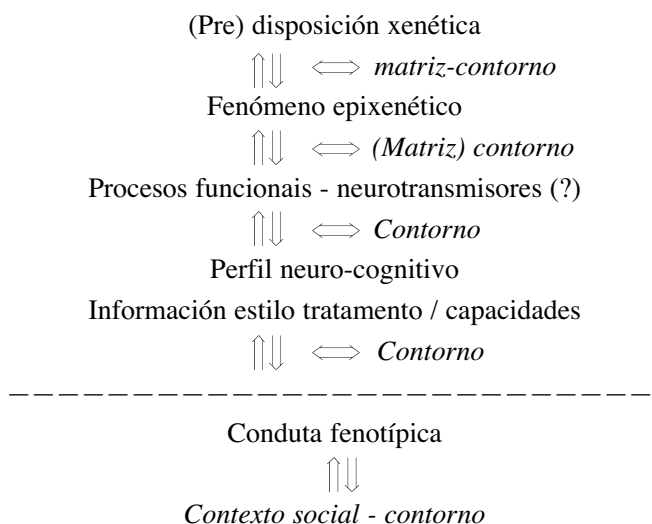 (Pre) disposición xenética
⇑⇓ ⇔ matriz-contorno
Fenómeno epixenético
⇑⇓ ⇔ (Matriz) contorno
Procesos funcionais - neurotransmisores (?)
⇑⇓ ⇔ Contorno
Perfil neuro-cognitivo
Información estilo tratamento / capacidades
⇑⇓ ⇔ Contorno
Conduta fenotípica
⇑⇓
Contexto social - contorno